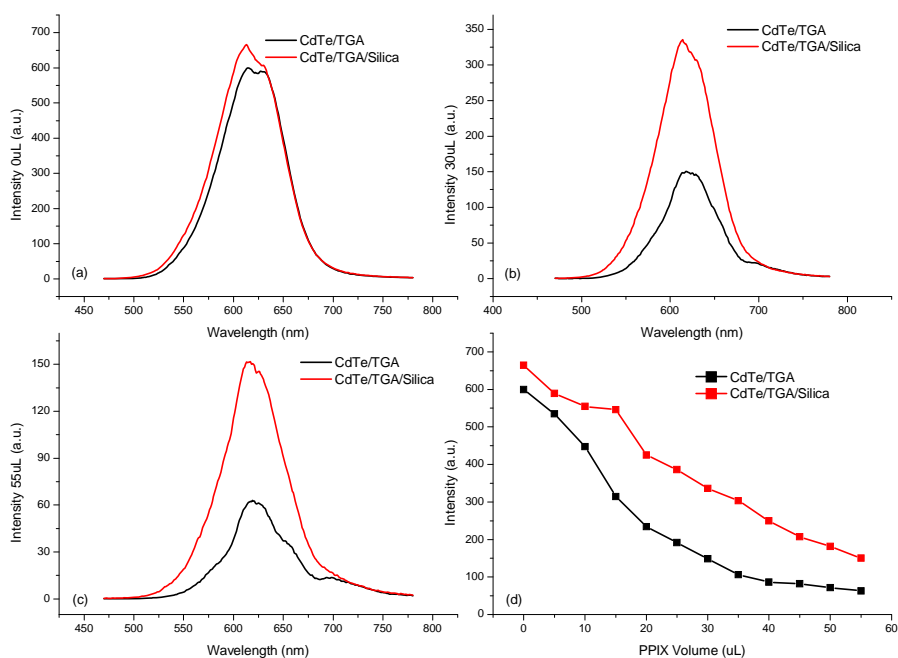 700
600
500
400
300
200
100
0
Intensity 0uL (a.u.)
CdTe/TGA
CdTe/TGA/Silica
(a)
450 500 550 600 650 700 750 800
Wavelength (nm)
350
300
250
200
150
100
50
0
Intensity 30uL (a.u.)
CdTe/TGA
CdTe/TGA/Silica
(b)
400 500 600 700 800
Wavelength (nm)
150
120
90
60
30
0
Intensity 55uL (a.u.)
CdTe/TGA
CdTe/TGA/Silica
(c)
450 500 550 600 650 700 750 800
Wavelength (nm)
700
600
500
400
300
200
100
0
Intensity (a.u.)
CdTe/TGA
CdTe/TGA/Silica
(d)
0 10 20 30 40 50 60
PPIX Volume (uL)